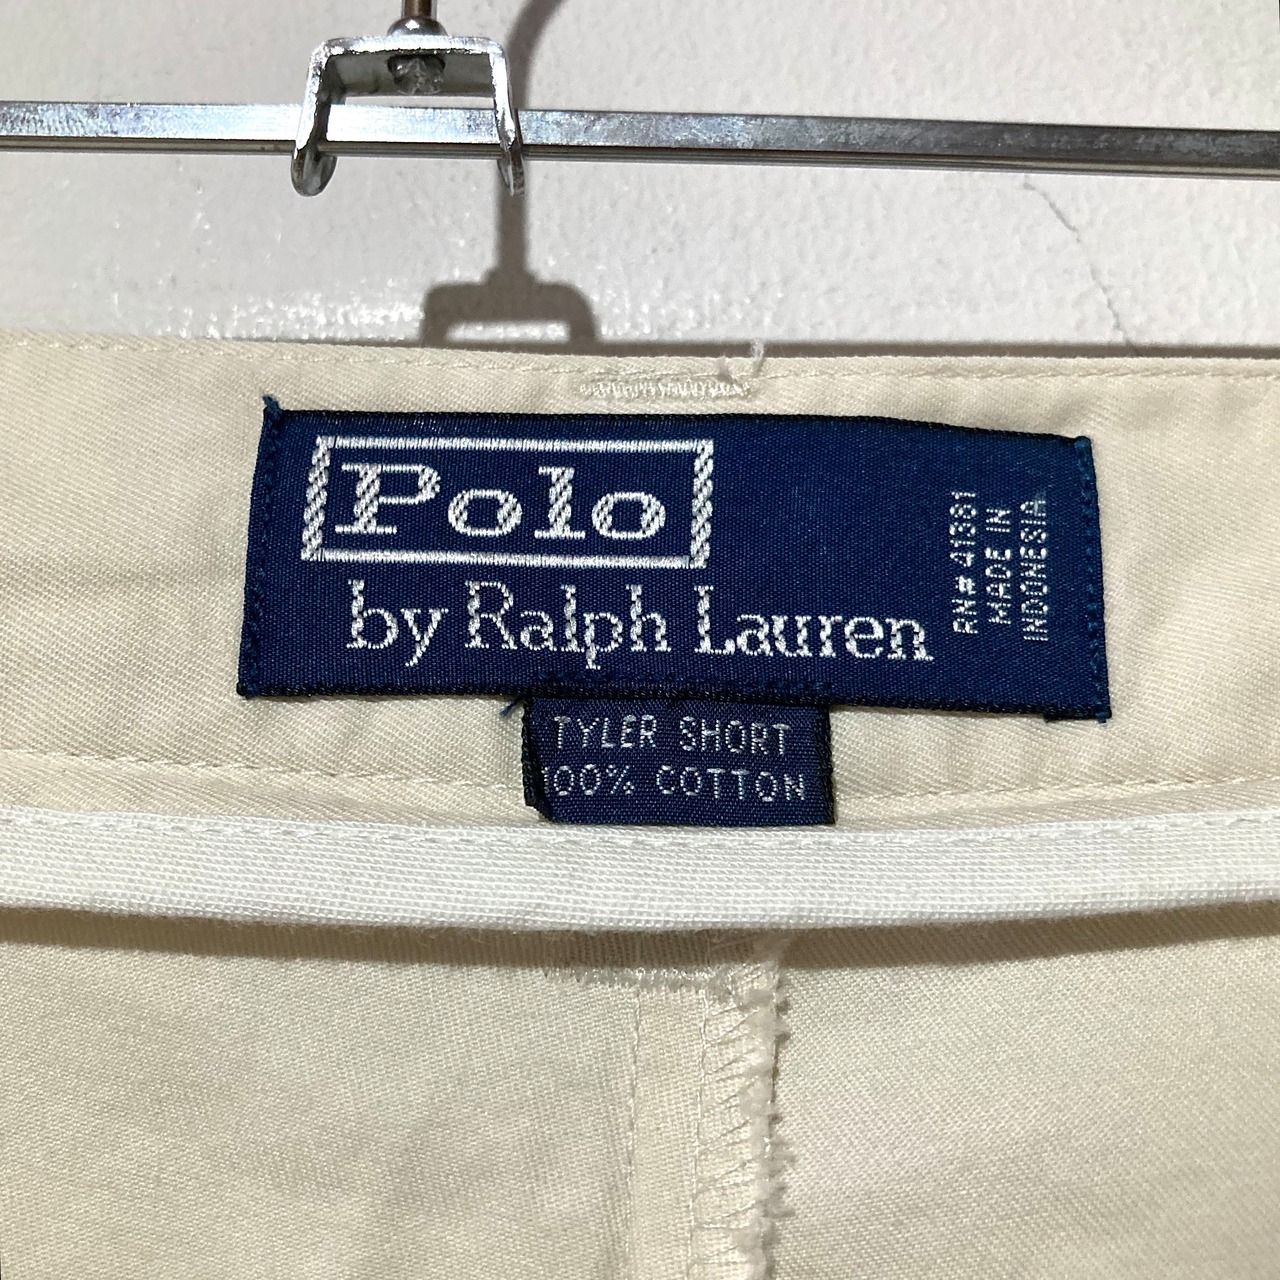 Polo
by Ralph Lauren
RN# 41381
MADE IN
INDONESIA
TYLER SHORT
100% COTTON